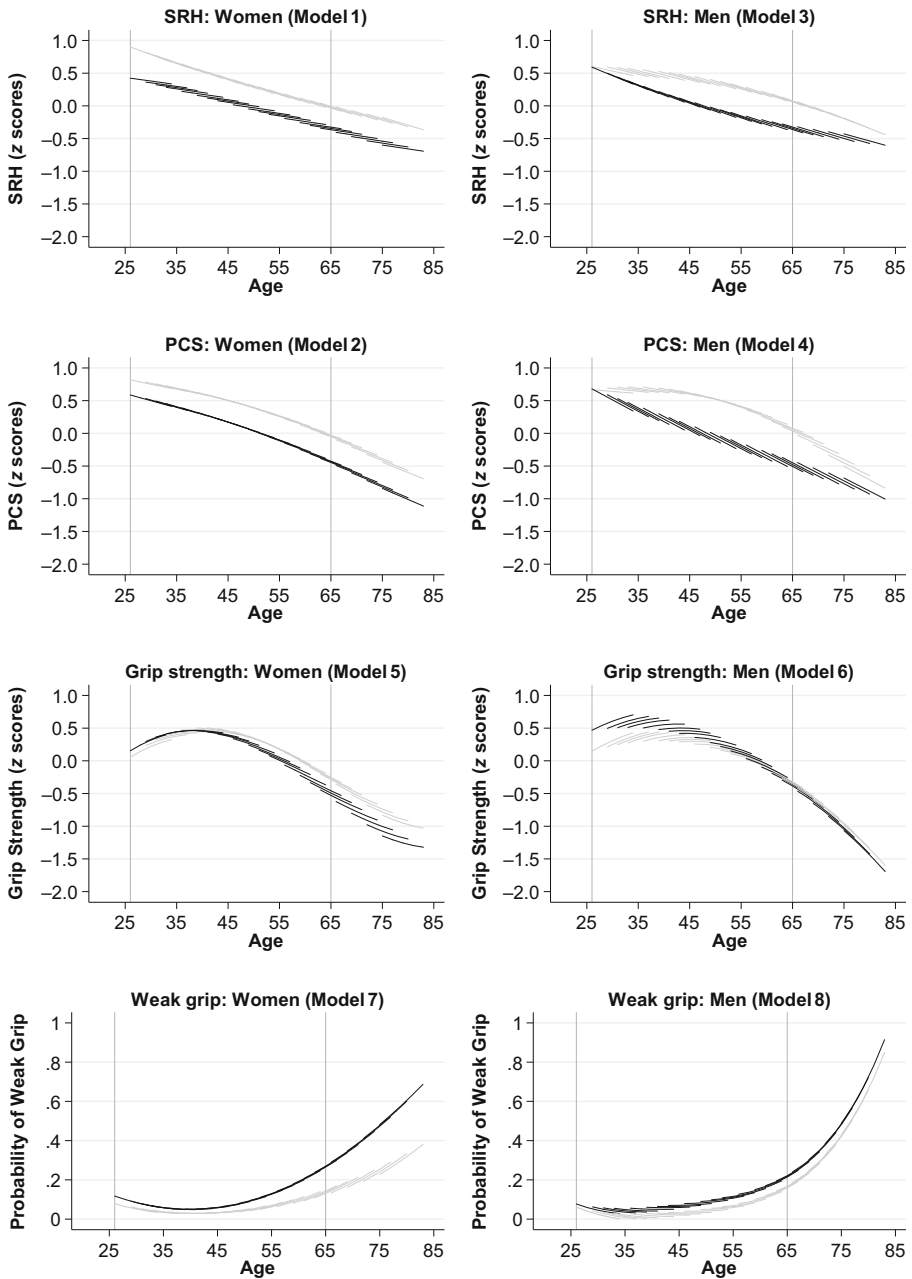 SRH: Women (Model 1)
SRH (z scores)
1.0
0.5
0.0
–0.5
–1.0
–1.5
–2.0
25 35 45 55 65 75 85
Age
SRH: Men (Model 3)
SRH (z scores)
1.0
0.5
0.0
–0.5
–1.0
–1.5
–2.0
25 35 45 55 65 75 85
Age
PCS: Women (Model 2)
PCS (z scores)
1.0
0.5
0.0
–0.5
–1.0
–1.5
–2.0
25 35 45 55 65 75 85
Age
PCS: Men (Model 4)
PCS (z scores)
1.0
0.5
0.0
–0.5
–1.0
–1.5
–2.0
25 35 45 55 65 75 85
Age
Grip strength: Women (Model 5)
Grip Strength (z scores)
1.0
0.5
0.0
–0.5
–1.0
–1.5
–2.0
25 35 45 55 65 75 85
Age
Grip strength: Men (Model 6)
Grip Strength (z scores)
1.0
0.5
0.0
–0.5
–1.0
–1.5
–2.0
25 35 45 55 65 75 85
Age
Weak grip: Women (Model 7)
Probability of Weak Grip
1
.8
.6
.4
.2
0
25 35 45 55 65 75 85
Age
Weak grip: Men (Model 8)
Probability of Weak Grip
1
.8
.6
.4
.2
0
25 35 45 55 65 75 85
Age